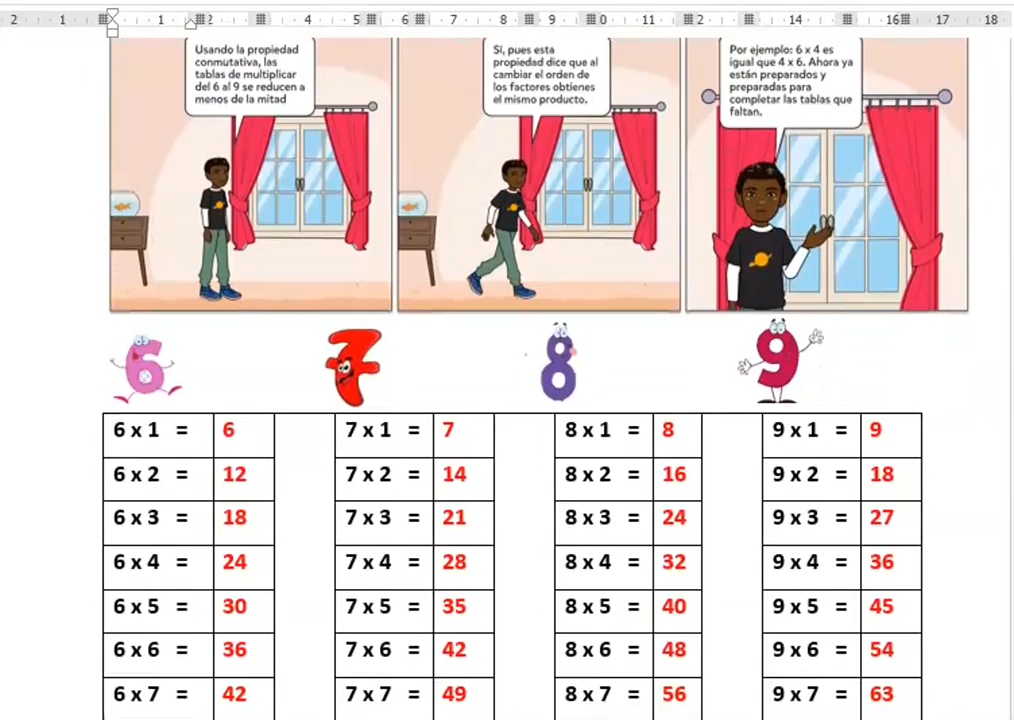 2 1 1 2 4 5 6 7 8 9 0 11 2 14 16 17 18
Usando la propiedad
conmutativa, las
tablas de multiplicar
del 6 al 9 se reducen a
menos de la mitad
Sí, pues esta
propiedad dice que al
cambiar el orden de
los factores obtienes
el mismo producto.
Por ejemplo: 6 x 4 es
igual que 4 x 6. Ahora ya
están preparados y
preparadas para
completar las tablas que
faltan.
6 7 8 9
6 x 1 = 6 7 x 1 = 7 8 x 1 = 8 9 x 1 = 9
6 x 2 = 12 7 x 2 = 14 8 x 2 = 16 9 x 2 = 18
6 x 3 = 18 7 x 3 = 21 8 x 3 = 24 9 x 3 = 27
6 x 4 = 24 7 x 4 = 28 8 x 4 = 32 9 x 4 = 36
6 x 5 = 30 7 x 5 = 35 8 x 5 = 40 9 x 5 = 45
6 x 6 = 36 7 x 6 = 42 8 x 6 = 48 9 x 6 = 54
6 x 7 = 42 7 x 7 = 49 8 x 7 = 56 9 x 7 = 63